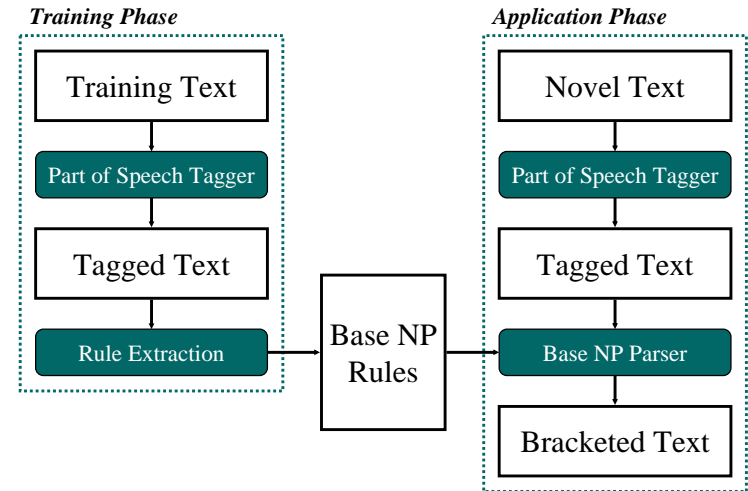 Training Phase
Training Text
Part of Speech Tagger
Tagged Text
Rule Extraction
Base NP
Rules
Application Phase
Novel Text
Part of Speech Tagger
Tagged Text
Base NP Parser
Bracketed Text